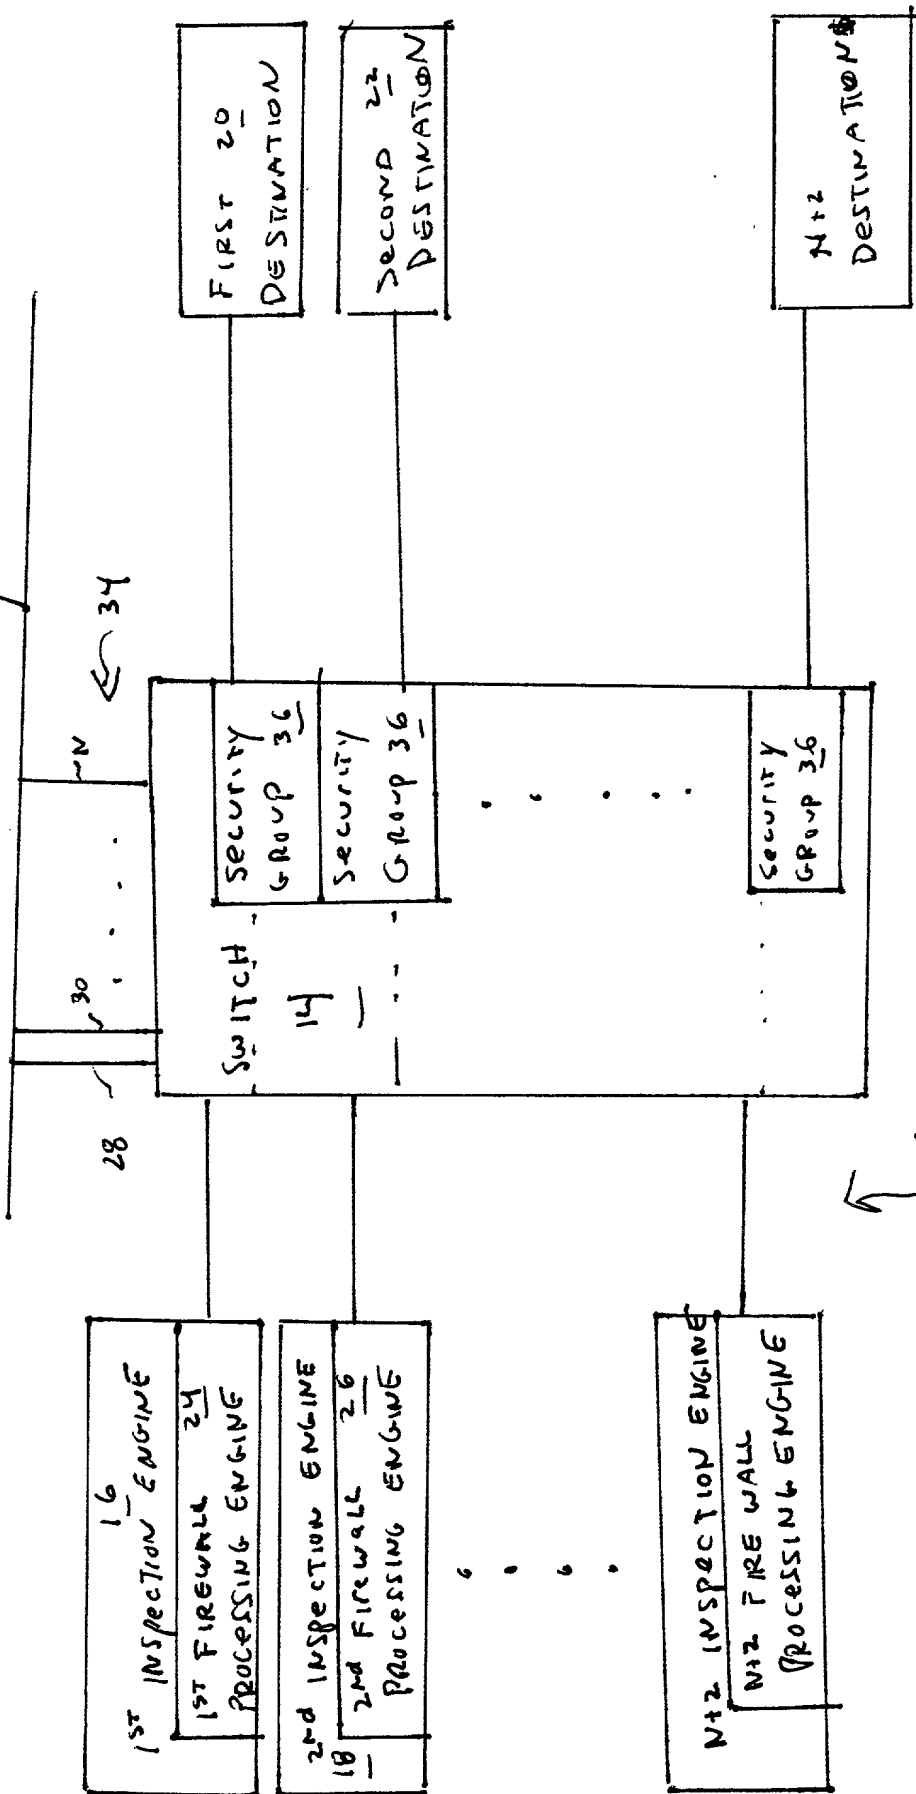 FIRST 20
DESTINATION
SECOND 22
DESTINATION
N+2
DESTINATION
34
N
30
28
SWITCH
14
SECURITY
GROUP 36
SECURITY
GROUP 36
SECURITY
GROUP 36
16
1ST INSPECTION ENGINE
1ST FIREWALL 24
PROCESSING ENGINE
2nd INSPECTION ENGINE
18
2nd FIREWALL 26
PROCESSING ENGINE
N+2 INSPECTION ENGINE
N+2 FIRE WALL
PROCESSING ENGINE